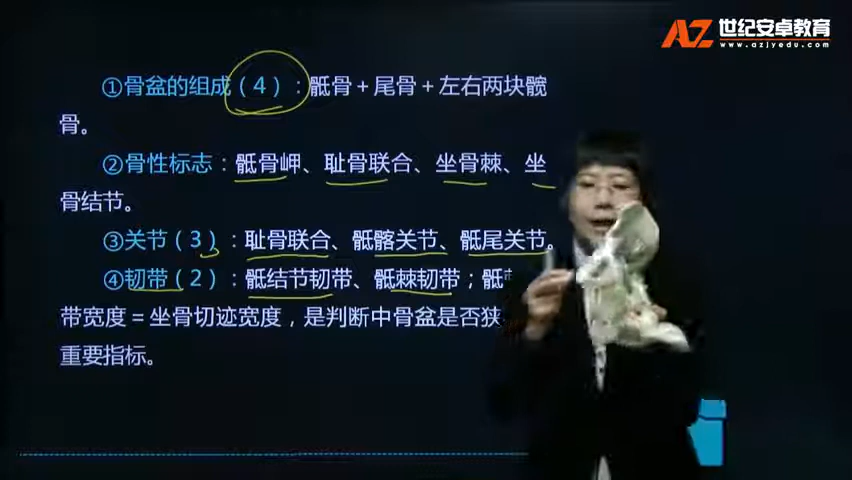 世纪安卓教育
www.azjyedu.com
①骨盆的组成（4）：骶骨＋尾骨＋左右两块髋
骨。
②骨性标志：骶骨岬、耻骨联合、坐骨棘、坐
骨结节。
③关节（3）：耻骨联合、骶髂关节、骶尾关节。
④韧带（2）：骶结节韧带、骶棘韧带；骶
带宽度＝坐骨切迹宽度，是判断中骨盆是否狭
重要指标。